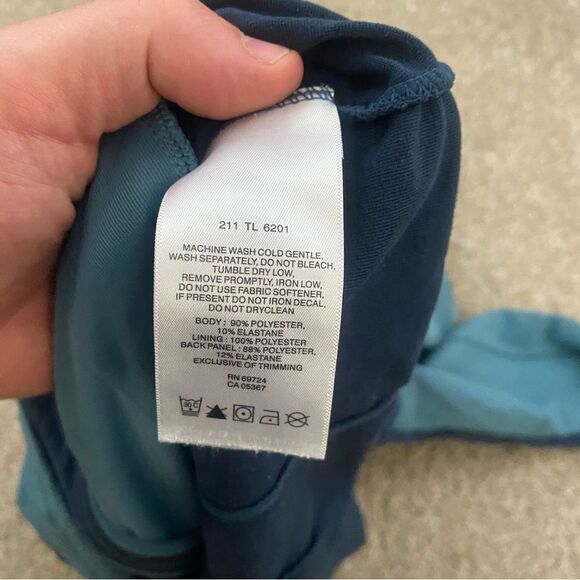 211 TL 6201
MACHINE WASH COLD GENTLE,
WASH SEPARATELY, DO NOT BLEACH,
TUMBLE DRY LOW,
REMOVE PROMPTLY, IRON LOW,
DO NOT USE FABRIC SOFTENER,
IF PRESENT DO NOT IRON DECAL,
DO NOT DRYCLEAN
BODY : 90% POLYESTER,
10% ELASTANE
LINING : 100% POLYESTER
BACK PANEL : 88% POLYESTER,
12% ELASTANE
EXCLUSIVE OF TRIMMING
RN 69724
CA 05367
30 C